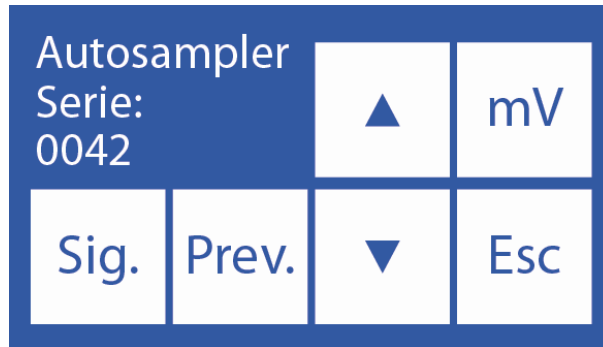 Autosampler
Serie:
0042
▲
mV
Sig.
Prev.
▼
Esc